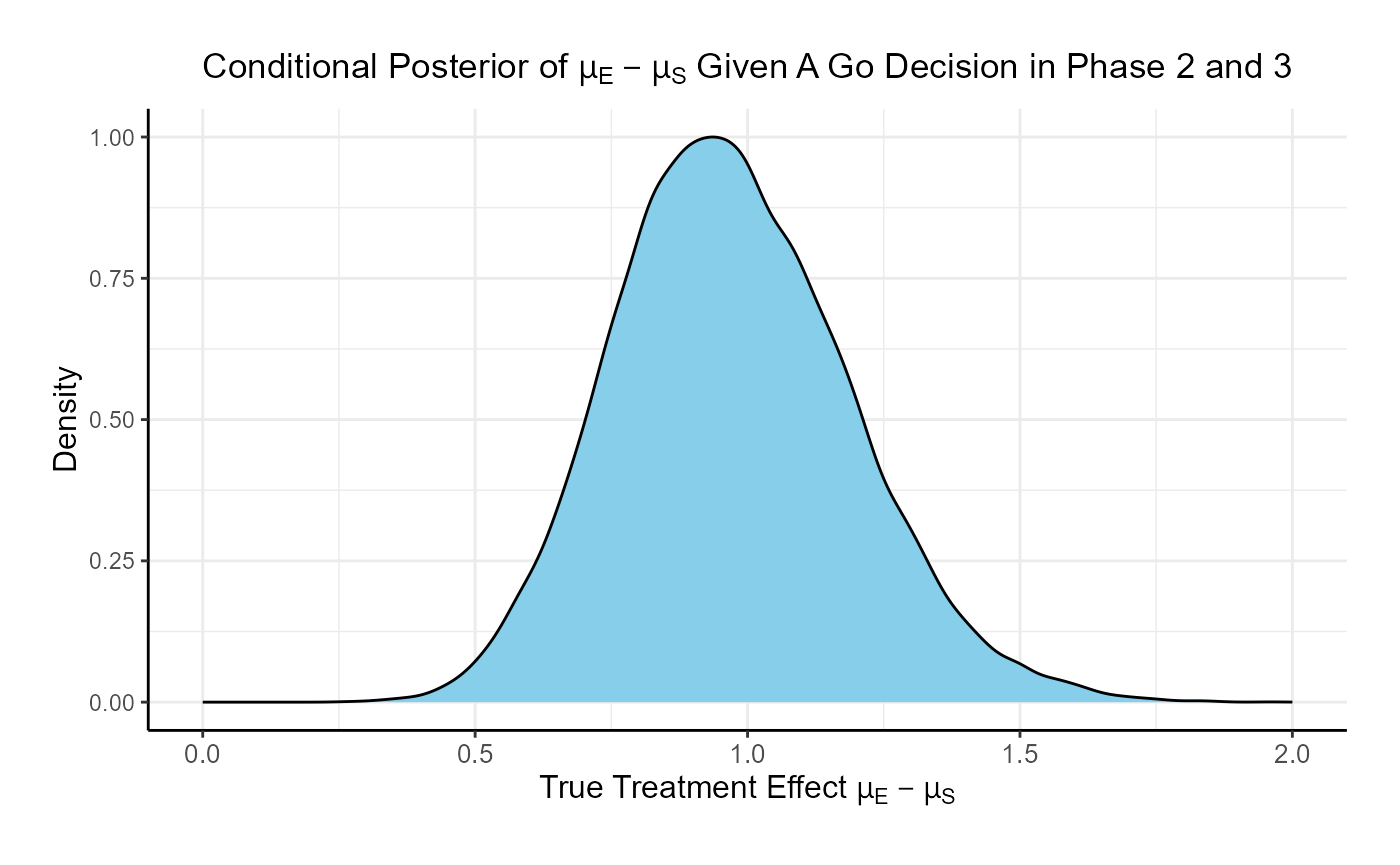 Conditional Posterior of μE − μS Given A Go Decision in Phase 2 and 3
1.00
0.75
0.50
0.25
0.00
Density
0.0 0.5 1.0 1.5 2.0
True Treatment Effect μE − μS